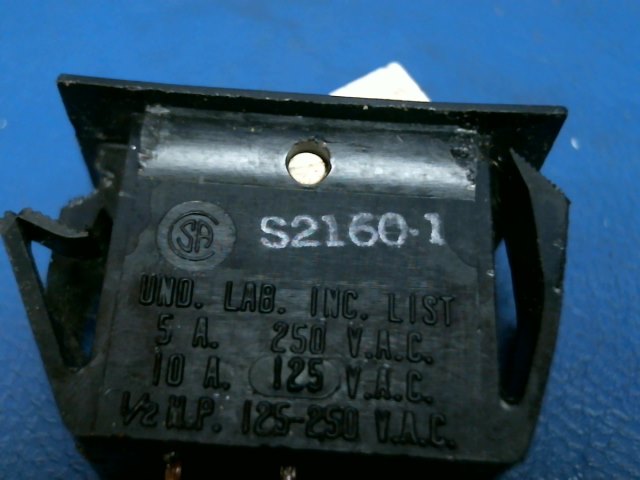 SA S2160-1
UND. LAB. INC. LIST
5 A. 250 V.A.C.
10 A. 125 V.A.C.
1/2 H.P. 125-250 V.A.C.